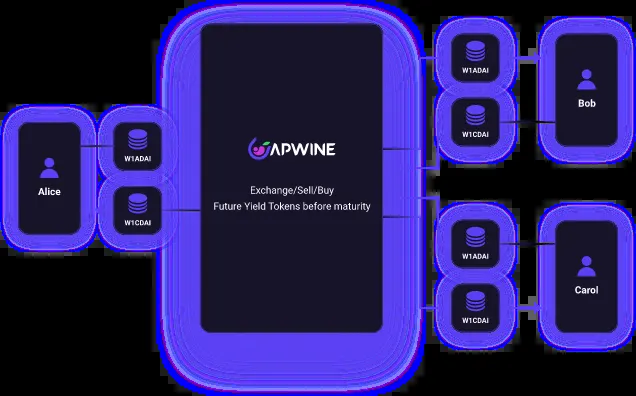 Alice
W1ADAI
W1CDAI
APWINE
Exchange/Sell/Buy
Future Yield Tokens before maturity
W1ADAI
W1CDAI
Bob
W1ADAI
W1CDAI
Carol